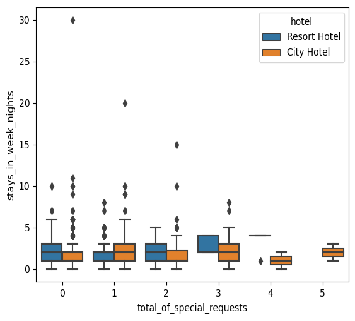 hotel
Resort Hotel
City Hotel
30
25
20
15
10
5
0
stays_in_week_nights
0 1 2 3 4 5
total_of_special_requests